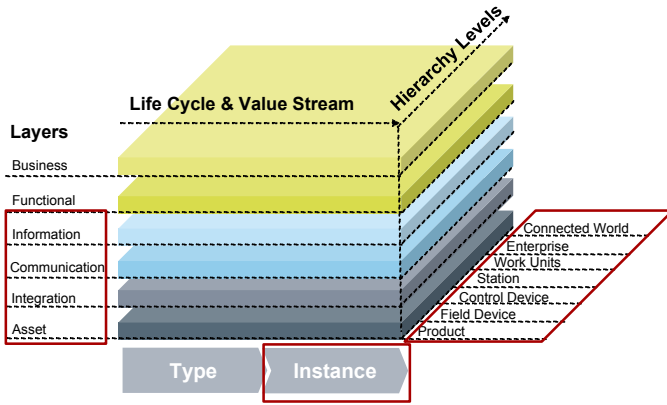 Hierarchy Levels
Life Cycle & Value Stream
Layers
Business
Functional
Information
Communication
Integration
Asset
Connected World
Enterprise
Work Units
Station
Control Device
Field Device
Product
Type
Instance